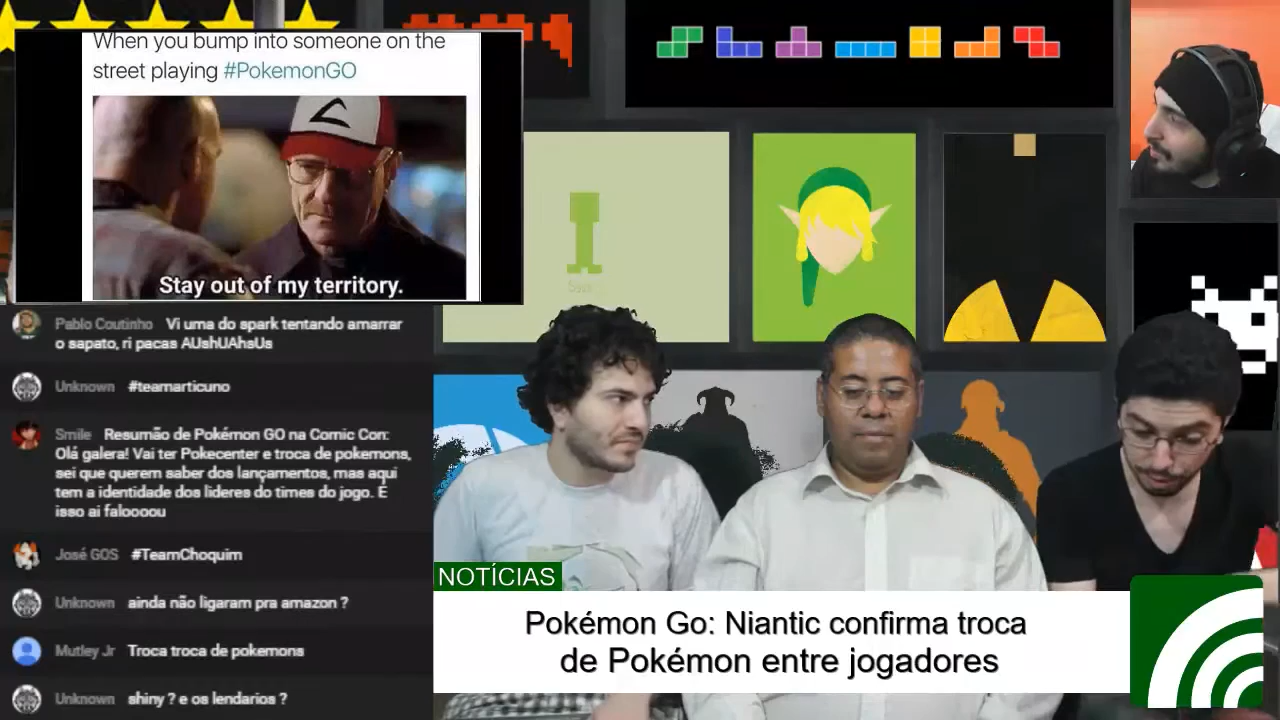 When you bump into someone on the
street playing #PokemonGO
Stay out of my territory.
Pablo Coutinho Vi uma do spark tentando amarrar
o sapato, ri pacas AUshUAhsUs
Unknown #teamarticuno
Smile Resumão de Pokémon GO na Comic Con:
Olá galera! Vai ter Pokecenter e troca de pokemons,
sei que querem saber dos lançamentos, mas aqui
tem a identidade dos lideres do times do jogo. É
isso ai falooooou
José GOS #TeamChoquim
Unknown ainda não ligaram pra amazon ?
Mutley Jr Troca troca de pokemons
Unknown shiny ? e os lendarios ?
NOTÍCIAS
Pokémon Go: Niantic confirma troca
de Pokémon entre jogadores